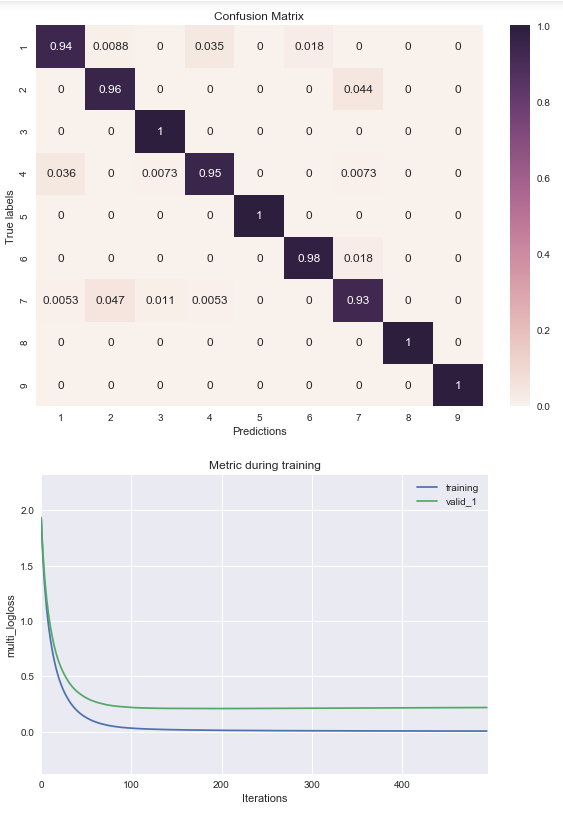 Confusion Matrix
1 0.94 0.0088 0 0.035 0 0.018 0 0 0 1.0
2 0 0.96 0 0 0 0 0.044 0 0 0.8
3 0 0 1 0 0 0 0 0 0
4 0.036 0 0.0073 0.95 0 0 0.0073 0 0 0.6
True labels
5 0 0 0 0 1 0 0 0 0
6 0 0 0 0 0 0.98 0.018 0 0 0.4
7 0.0053 0.047 0.011 0.0053 0 0 0.93 0 0 0.2
8 0 0 0 0 0 0 0 1 0
9 0 0 0 0 0 0 0 0 1 0.0
1 2 3 4 5 6 7 8 9
Predictions
Metric during training
training
valid_1
2.0
1.5
1.0
multi_logloss
0.5
0.0
0 100 200 300 400
Iterations